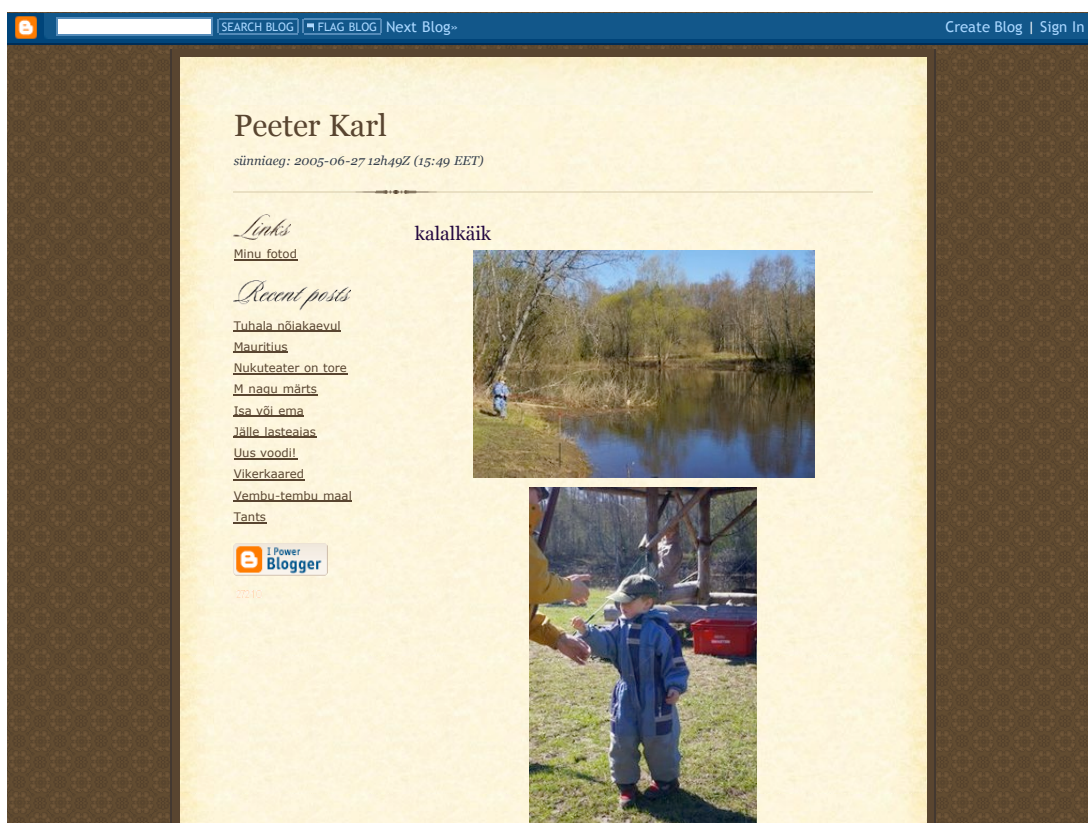 SEARCH BLOG FLAG BLOG Next Blog» Create Blog | Sign In
Peeter Karl
sünniaeg: 2005-06-27 12h49Z (15:49 EET)
Links
Minu fotod
Recent posts
Tuhala nõiakaevul
Mauritius
Nukuteater on tore
M nagu märts
Isa või ema
Jälle lasteaias
Uus voodi!
Vikerkaared
Vembu-tembu maal
Tants
I Power
Blogger
kalalkäik